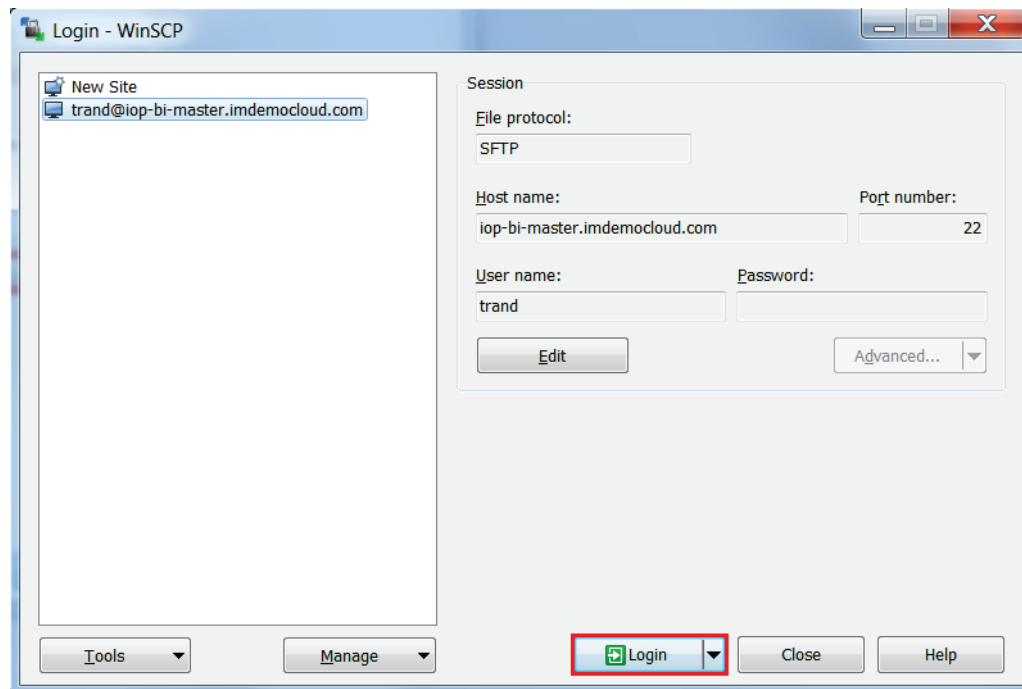 Login - WinSCP
New Site
trand@iop-bi-master.imdemocloud.com
Session
File protocol:
SFTP
Host name:
Port number:
iop-bi-master.imdemocloud.com
22
User name:
Password:
trand
Edit
Advanced...
Tools
Manage
Login
Close
Help